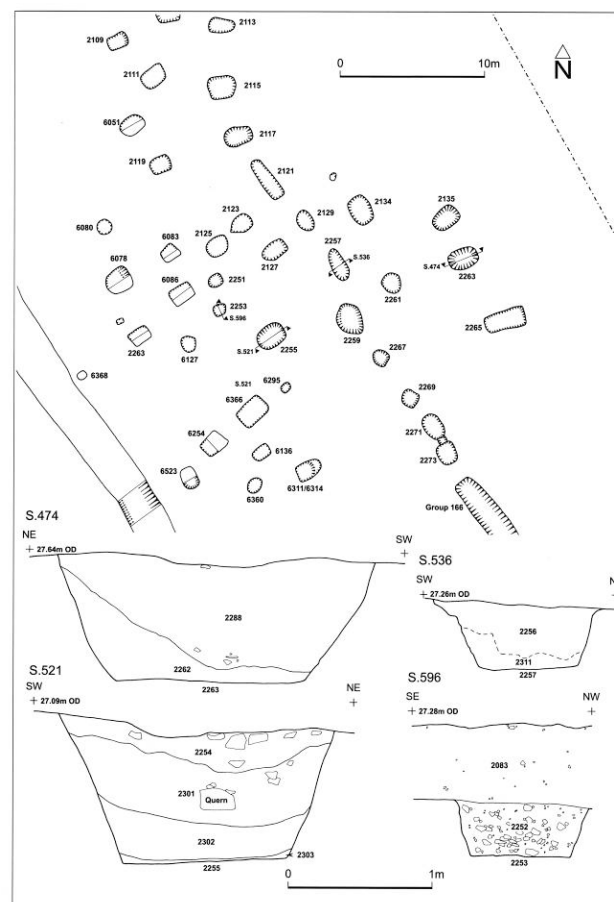 2113
2109
2111
2115
0 10m
N
6051
2117
2119
2121
2134
2135
2123
2129
6080
6083
2125
2257
S.536
6078
2127
S.474
2263
2251
2261
6086
2253
S.596
2259
2265
2263
6127
S.521
2255
2267
6368
S.521
6295
6366
2269
6254
2271
6136
2273
6523
6360
6311/6314
Group 166
S.474
NE
27.64m OD
SW
2288
2262
2263
S.536
SW
27.26m OD
2256
2311
2257
S.521
SW
27.09m OD
NE
2254
2301
Quern
2302
2303
2255
0 1m
S.596
SE
27.28m OD
NW
2083
2252
2253